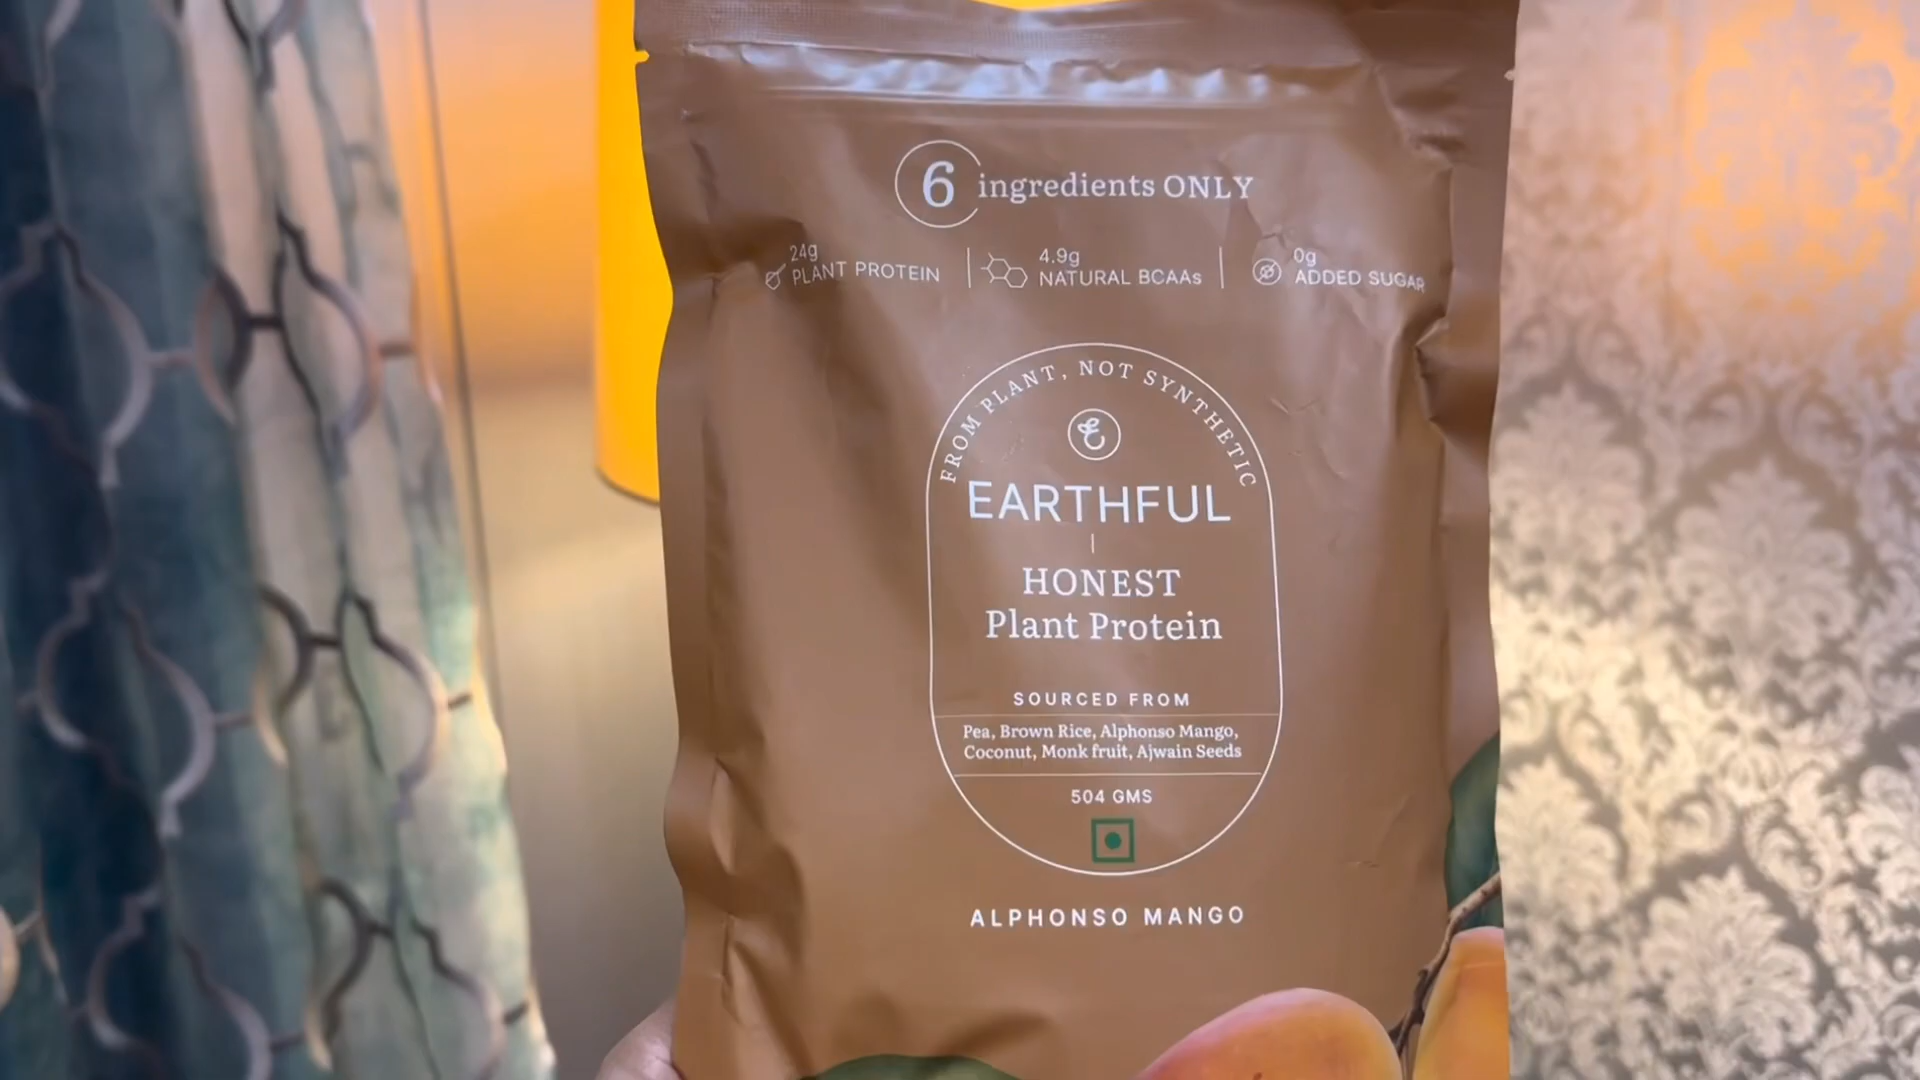 6 ingredients ONLY
24g
PLANT PROTEIN
4.9g
NATURAL BCAAs
0g
ADDED SUGAR
FROM PLANT, NOT SYNTHETIC
EARTHFUL
HONEST
Plant Protein
SOURCED FROM
Pea, Brown Rice, Alphonso Mango,
Coconut, Monk fruit, Ajwain Seeds
504 GMS
ALPHONSO MANGO